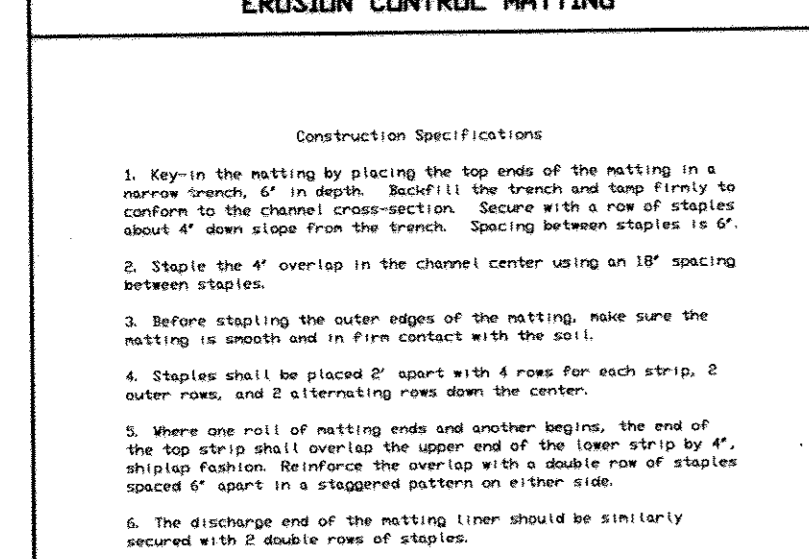 EROSION CONTROL MATTING
Construction Specifications
1. Key-in the matting by placing the top ends of the matting in a
narrow trench, 6" in depth. Backfill the trench and tamp firmly to
conform to the channel cross-section. Secure with a row of staples
about 4" down slope from the trench. Spacing between staples is 6".
2. Staple the 4" overlap in the channel center using an 18" spacing
between staples.
3. Before stapling the outer edges of the matting, make sure the
matting is smooth and in firm contact with the soil.
4. Staples shall be placed 2' apart with 4 rows for each strip, 2
outer rows, and 2 alternating rows down the center.
5. Where one roll of matting ends and another begins, the end of
the top strip shall overlap the upper end of the lower strip by 4",
shiplap fashion. Reinforce the overlap with a double row of staples
spaced 6" apart in a staggered pattern on either side.
6. The discharge end of the matting liner should be similarly
secured with 2 double rows of staples.